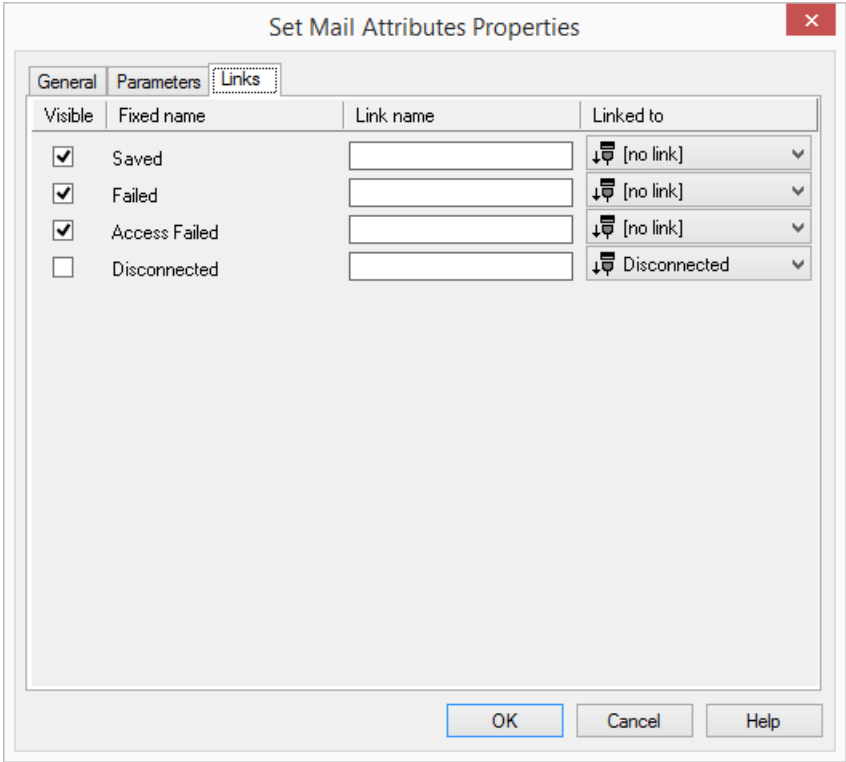 Set Mail Attributes Properties
General Parameters Links
Visible Fixed name Link name Linked to
Saved [no link]
Failed [no link]
Access Failed [no link]
Disconnected Disconnected
OK Cancel Help